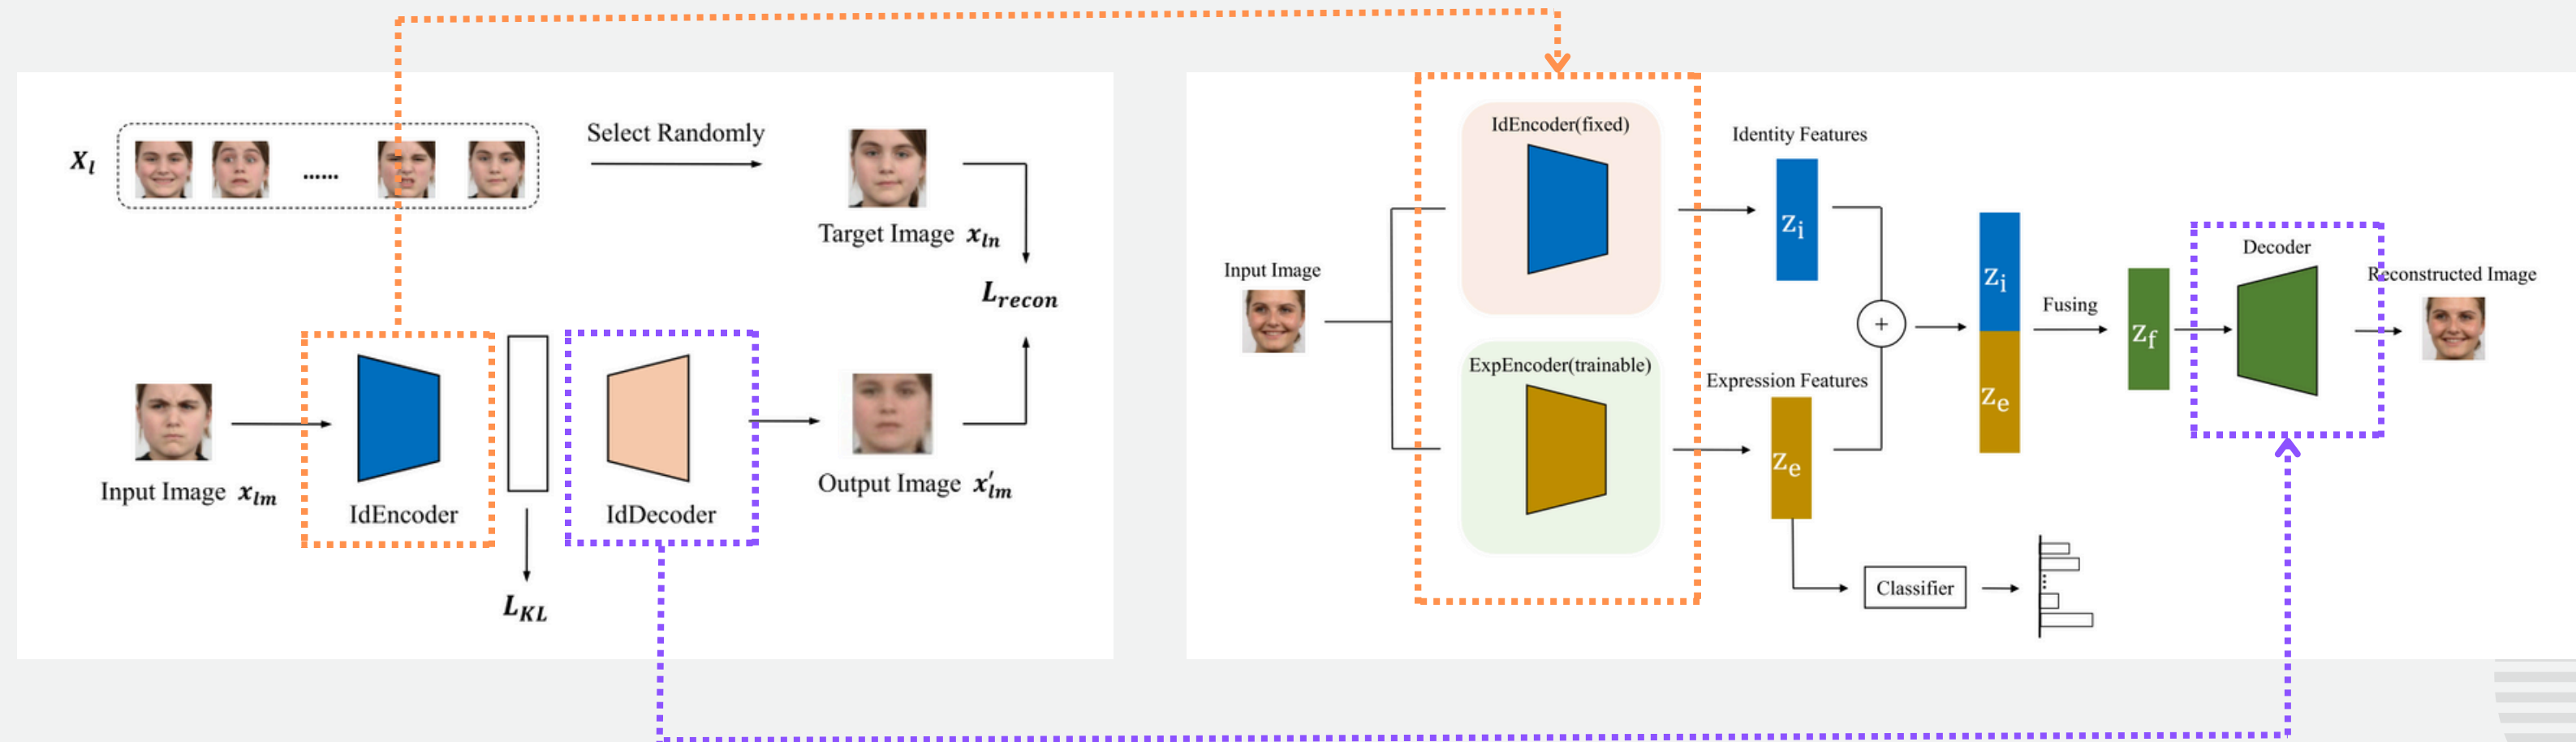 X_l
......
Select Randomly
Target Image x_ln
L_recon
Input Image x_lm
IdEncoder
IdDecoder
Output Image x'_lm
L_KL
Input Image
IdEncoder(fixed)
ExpEncoder(trainable)
Identity Features
z_i
Expression Features
z_e
+
z_i
z_e
Fusing
z_f
Decoder
Reconstructed Image
Classifier